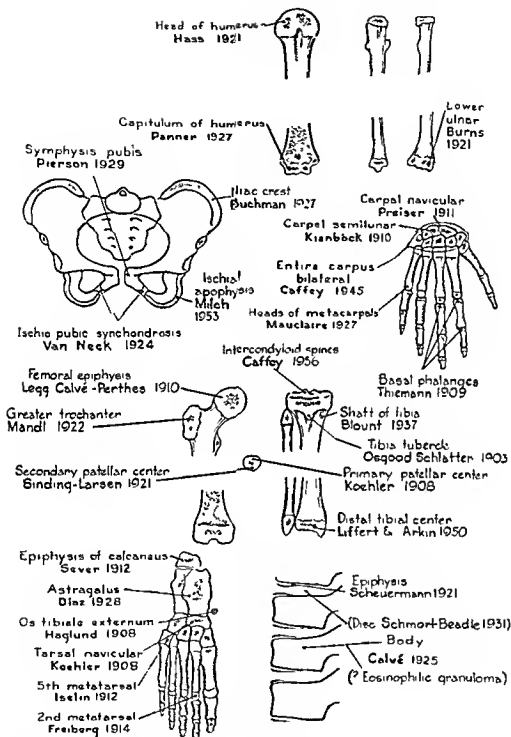 Head of humerus
Hass 1921
Capitulum of humerus
Panner 1927
Lower
ulnar
Burns
1921
Symphysis pubis
Pierson 1929
Iliac crest
Buchman 1927
Carpal navicular
Preiser 1911
Carpal semilunar
Kienböck 1910
Entire carpus
bilateral
Caffey 1945
Ischial
apophysis
Milch
1953
Heads of metacarpals
Mauclaire 1927
Ischio pubic synchondrosis
Van Neck 1924
Basal phalanges
Thiemann 1909
Intercondyloid spines
Caffey 1956
Femoral epiphysis
Legg Calvé-Perthes 1910
Greater trochanter
Mandl 1922
Shaft of tibia
Blount 1937
Tibia tubercle
Osgood Schlatter 1903
Secondary patellar center
Sinding-Larsen 1921
Primary patellar center
Koehler 1908
Distal tibial center
Liffert & Arkin 1950
Epiphysis of calcaneus
Sever 1912
Astragalus
Diaz 1928
Os tibiale externum
Haglund 1908
Tarsal navicular
Koehler 1908
5th metatarsal
Iselin 1912
2nd metatarsal
Freiberg 1914
Epiphysis
Scheuermann 1921
(Disc Schmorl-Beadle 1931)
Body
Calvé 1925
(? Eosinophilic granuloma)